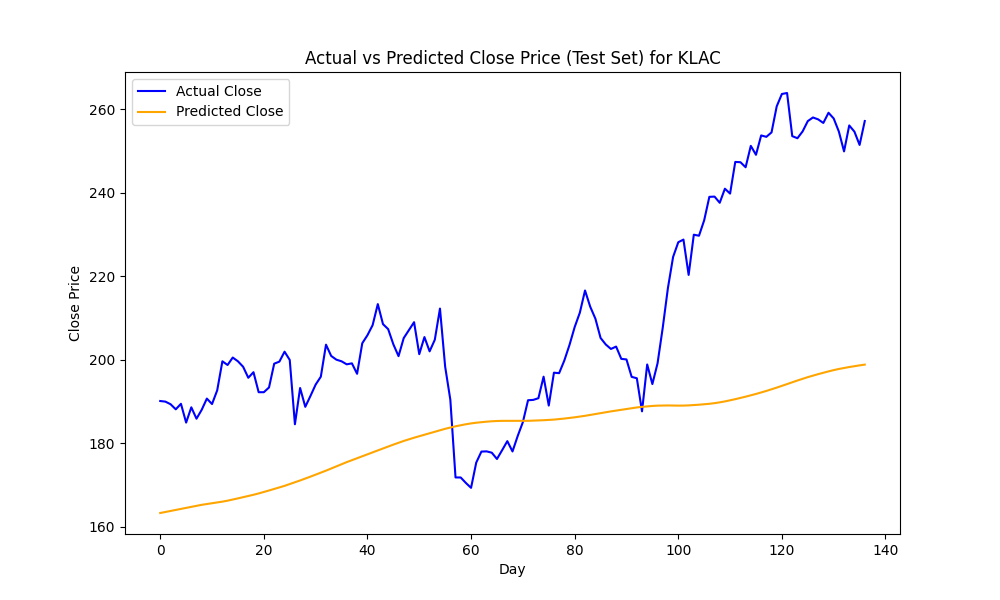 Actual vs Predicted Close Price (Test Set) for KLAC
Actual Close
Predicted Close
Close Price
260
240
220
200
180
160
0 20 40 60 80 100 120 140
Day